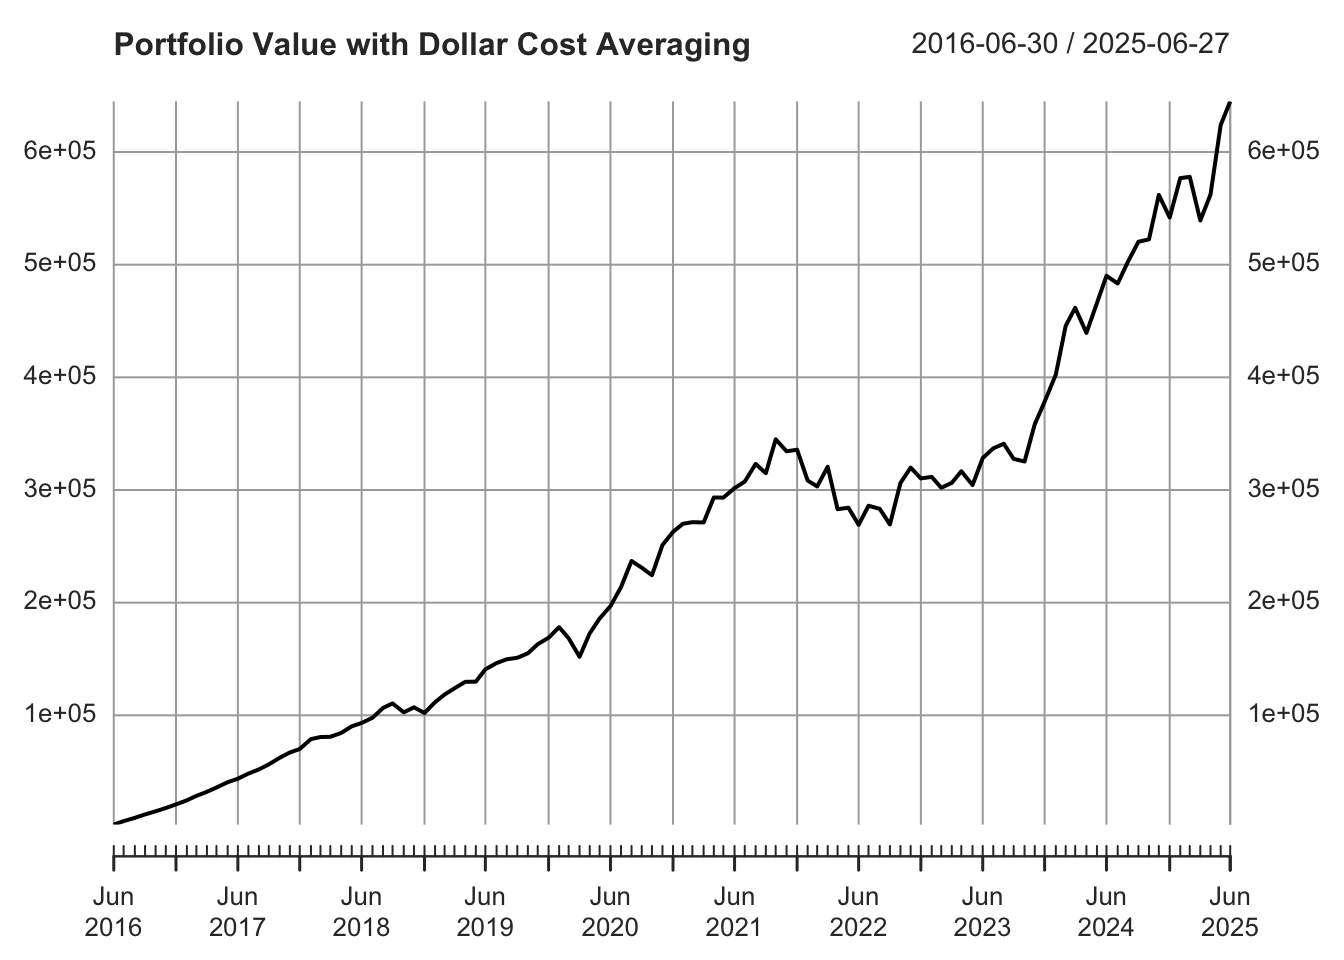 Portfolio Value with Dollar Cost Averaging 2016-06-30 / 2025-06-27
6e+05 6e+05
5e+05 5e+05
4e+05 4e+05
3e+05 3e+05
2e+05 2e+05
1e+05 1e+05
Jun Jun Jun Jun Jun Jun Jun Jun Jun Jun
2016 2017 2018 2019 2020 2021 2022 2023 2024 2025